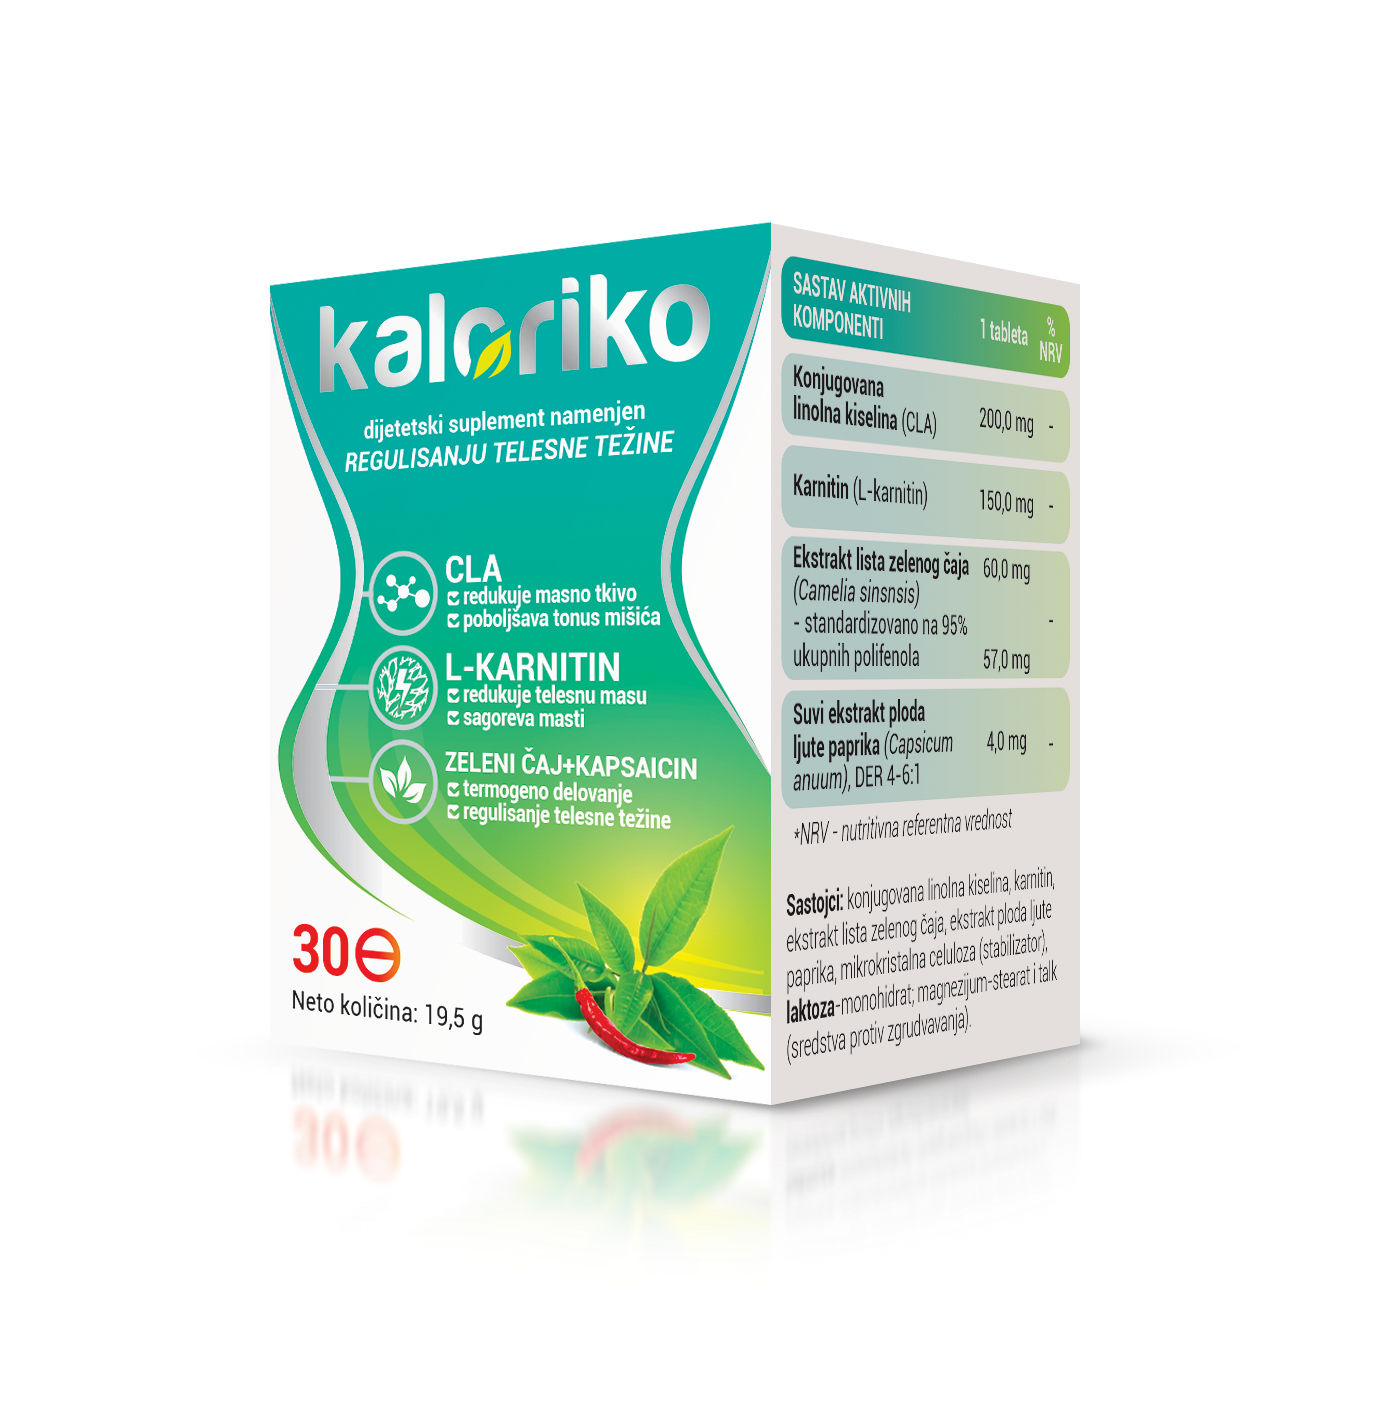 kaloriko
dijetetski suplement namenjen
REGULISANJU TELESNE TEŽINE
CLA
redukuje masno tkivo
poboljšava tonus mišića
L-KARNITIN
redukuje telesnu masu
sagoreva masti
ZELENI ČAJ+KAPSAICIN
termogeno delovanje
regulisanje telesne težine
30
Neto količina: 19,5 g
SASTAV AKTIVNIH
KOMPONENTI
1 tableta
%
NRV
Konjugovana
linolna kiselina (CLA) 200,0 mg -
Karnitin (L-karnitin) 150,0 mg -
Ekstrakt lista zelenog čaja 60,0 mg
(Camelia sinsnsis)
- standardizovano na 95% -
ukupnih polifenola 57,0 mg
Suvi ekstrakt ploda
ljute paprika (Capsicum 4,0 mg -
anuum), DER 4-6:1
*NRV - nutritivna referentna vrednost
Sastojci: konjugovana linolna kiselina, karnitin,
ekstrakt lista zelenog čaja, ekstrakt ploda ljute
paprika, mikrokristalna celuloza (stabilizator),
laktoza-monohidrat; magnezijum-stearat i talk
(sredstva protiv zgrudvavanja).